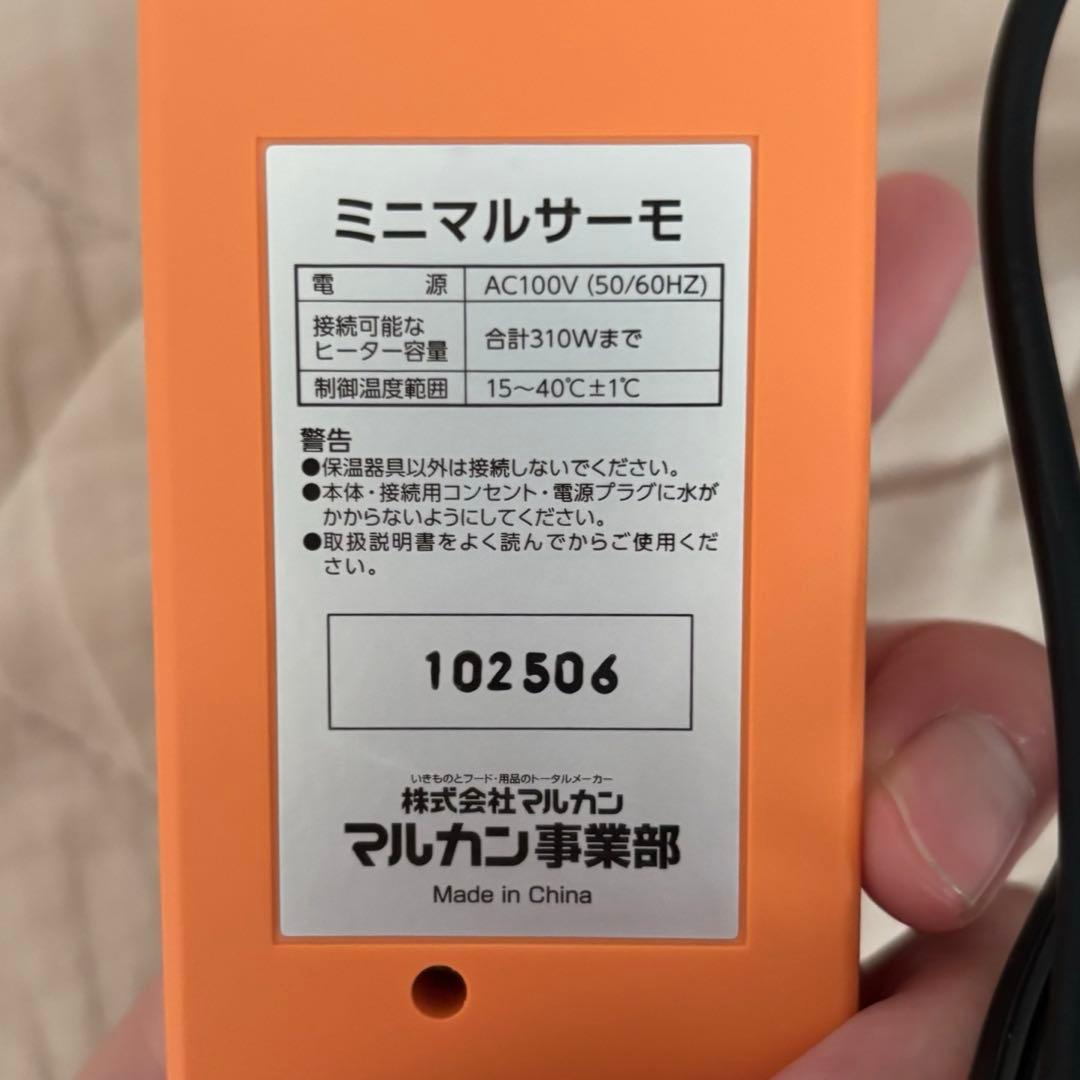 ミニマルサーモ
電源 AC100V (50/60HZ)
接続可能な
ヒーター容量 合計310Wまで
制御温度範囲 15〜40℃±1℃
警告
●保温器具以外は接続しないでください。
●本体・接続用コンセント・電源プラグに水が
かからないようにしてください。
●取扱説明書をよく読んでからご使用くだ
さい。
102506
いきものとフード・用品のトータルメーカー
株式会社マルカン
マルカン事業部
Made in China